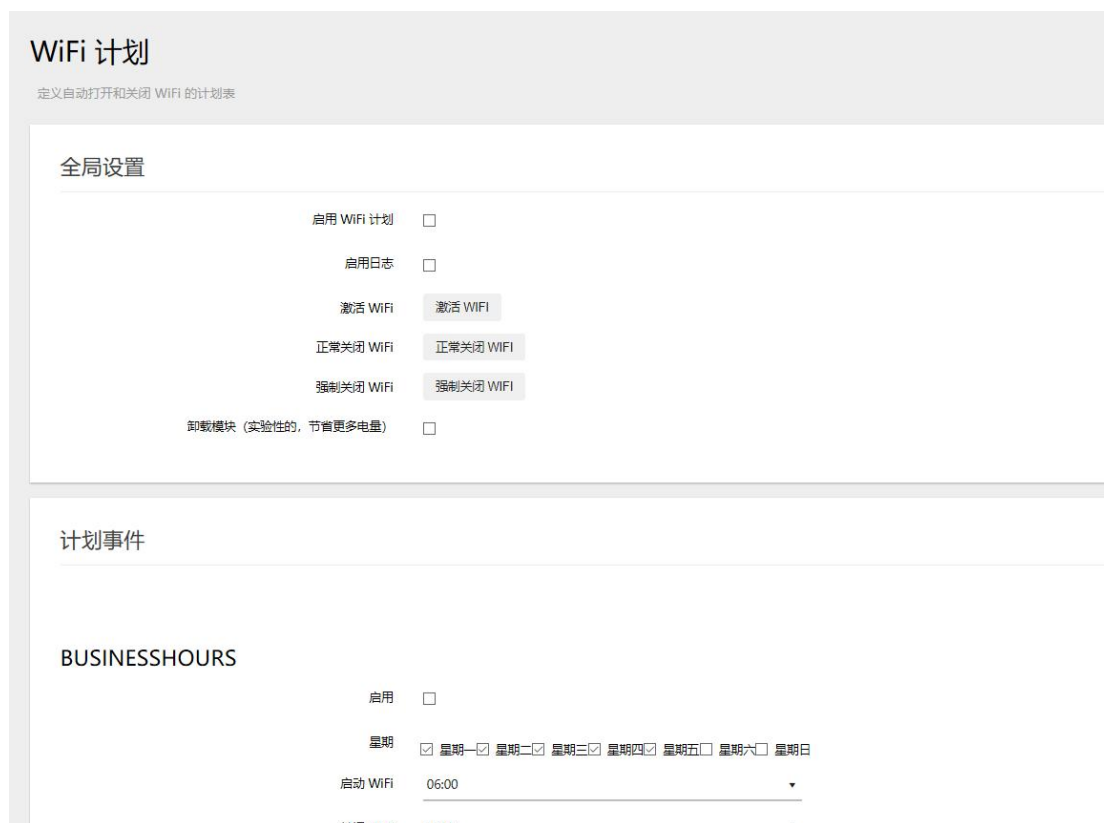 WiFi 计划
定义自动打开和关闭 WiFi 的计划表
全局设置
启用 WiFi 计划
启用日志
激活 WiFi 激活 WIFI
正常关闭 WiFi 正常关闭 WIFI
强制关闭 WiFi 强制关闭 WIFI
卸载模块（实验性的，节省更多电量）
计划事件
BUSINESSHOURS
启用
星期 星期一 星期二 星期三 星期四 星期五 星期六 星期日
启动 WiFi 06:00